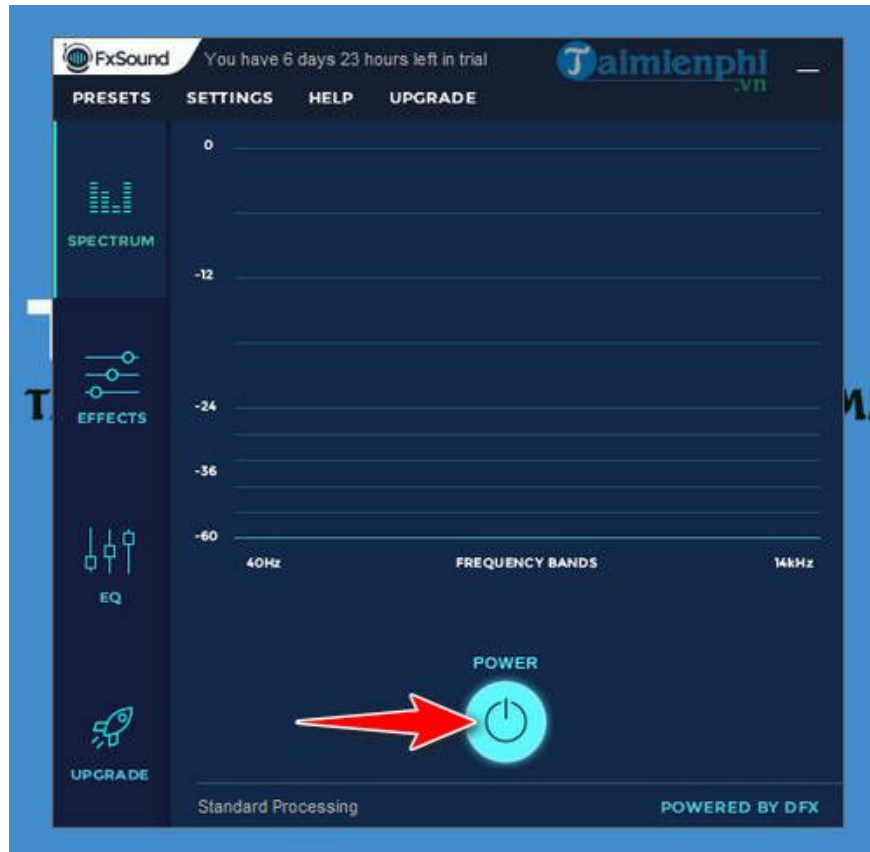 FxSound You have 6 days 23 hours left in trial
Taimienphi
.vn
PRESETS SETTINGS HELP UPGRADE
0
SPECTRUM
-12
-24
EFFECTS
-36
-60
40Hz FREQUENCY BANDS 14kHz
EQ
POWER
UPGRADE
Standard Processing POWERED BY DFX